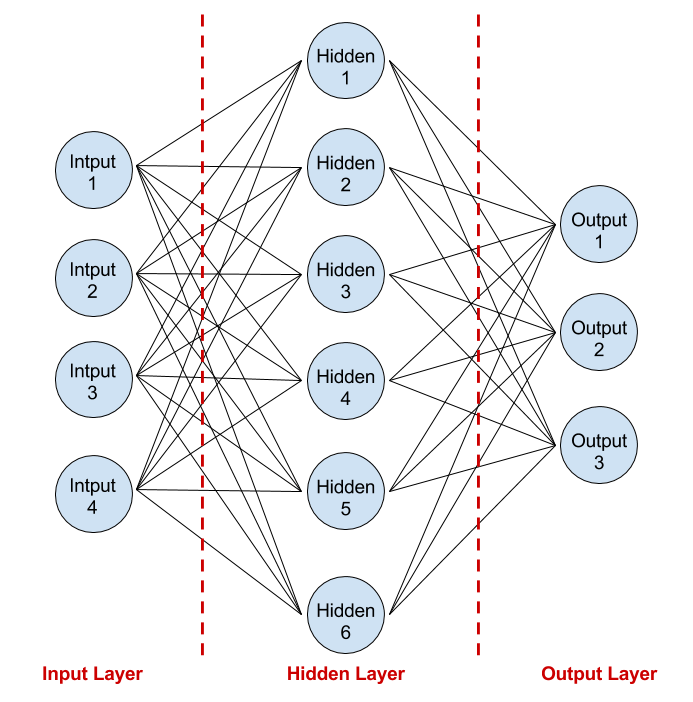 Intput
1
Intput
2
Intput
3
Intput
4
Hidden
1
Hidden
2
Hidden
3
Hidden
4
Hidden
5
Hidden
6
Output
1
Output
2
Output
3
Input Layer
Hidden Layer
Output Layer